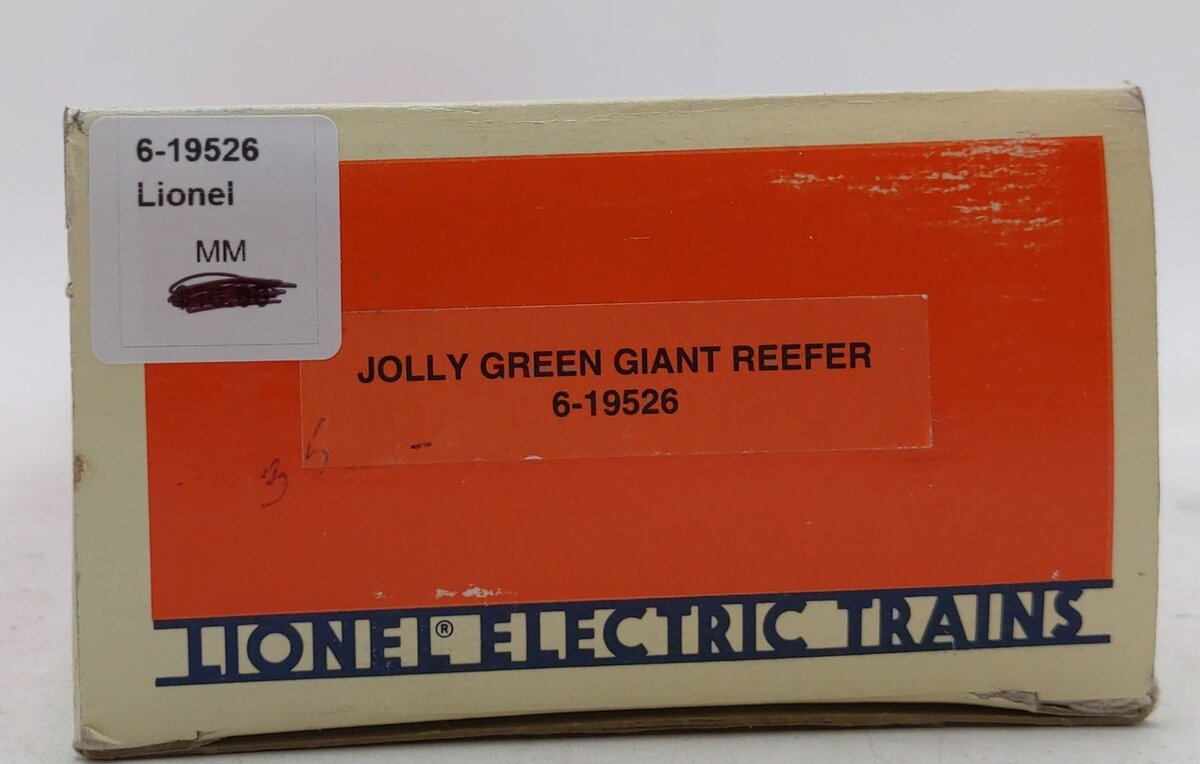 6-19526
Lionel
MM
JOLLY GREEN GIANT REEFER
6-19526
LIONEL® ELECTRIC TRAINS